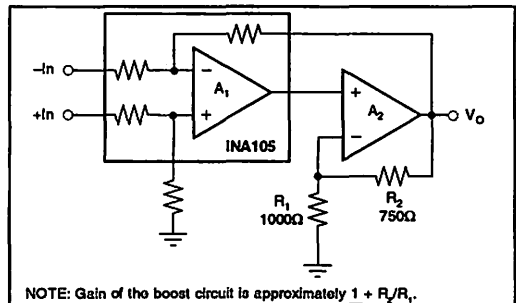 –In
+In
–
+
A₁
INA105
+
–
A₂
V_O
R₂
750Ω
R₁
1000Ω
NOTE: Gain of the boost circuit is approximately 1 + R₂/R₁.